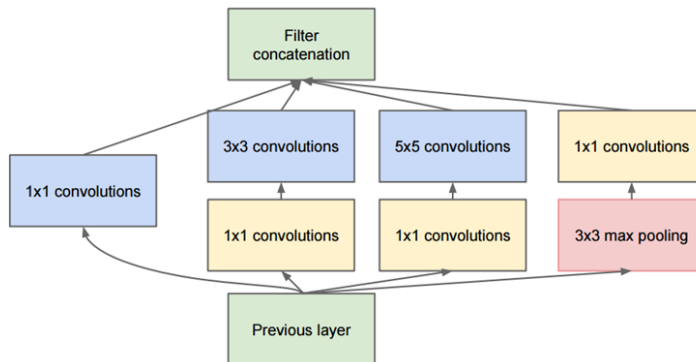 Filter
concatenation
3x3 convolutions
5x5 convolutions
1x1 convolutions
1x1 convolutions
1x1 convolutions
1x1 convolutions
3x3 max pooling
Previous layer